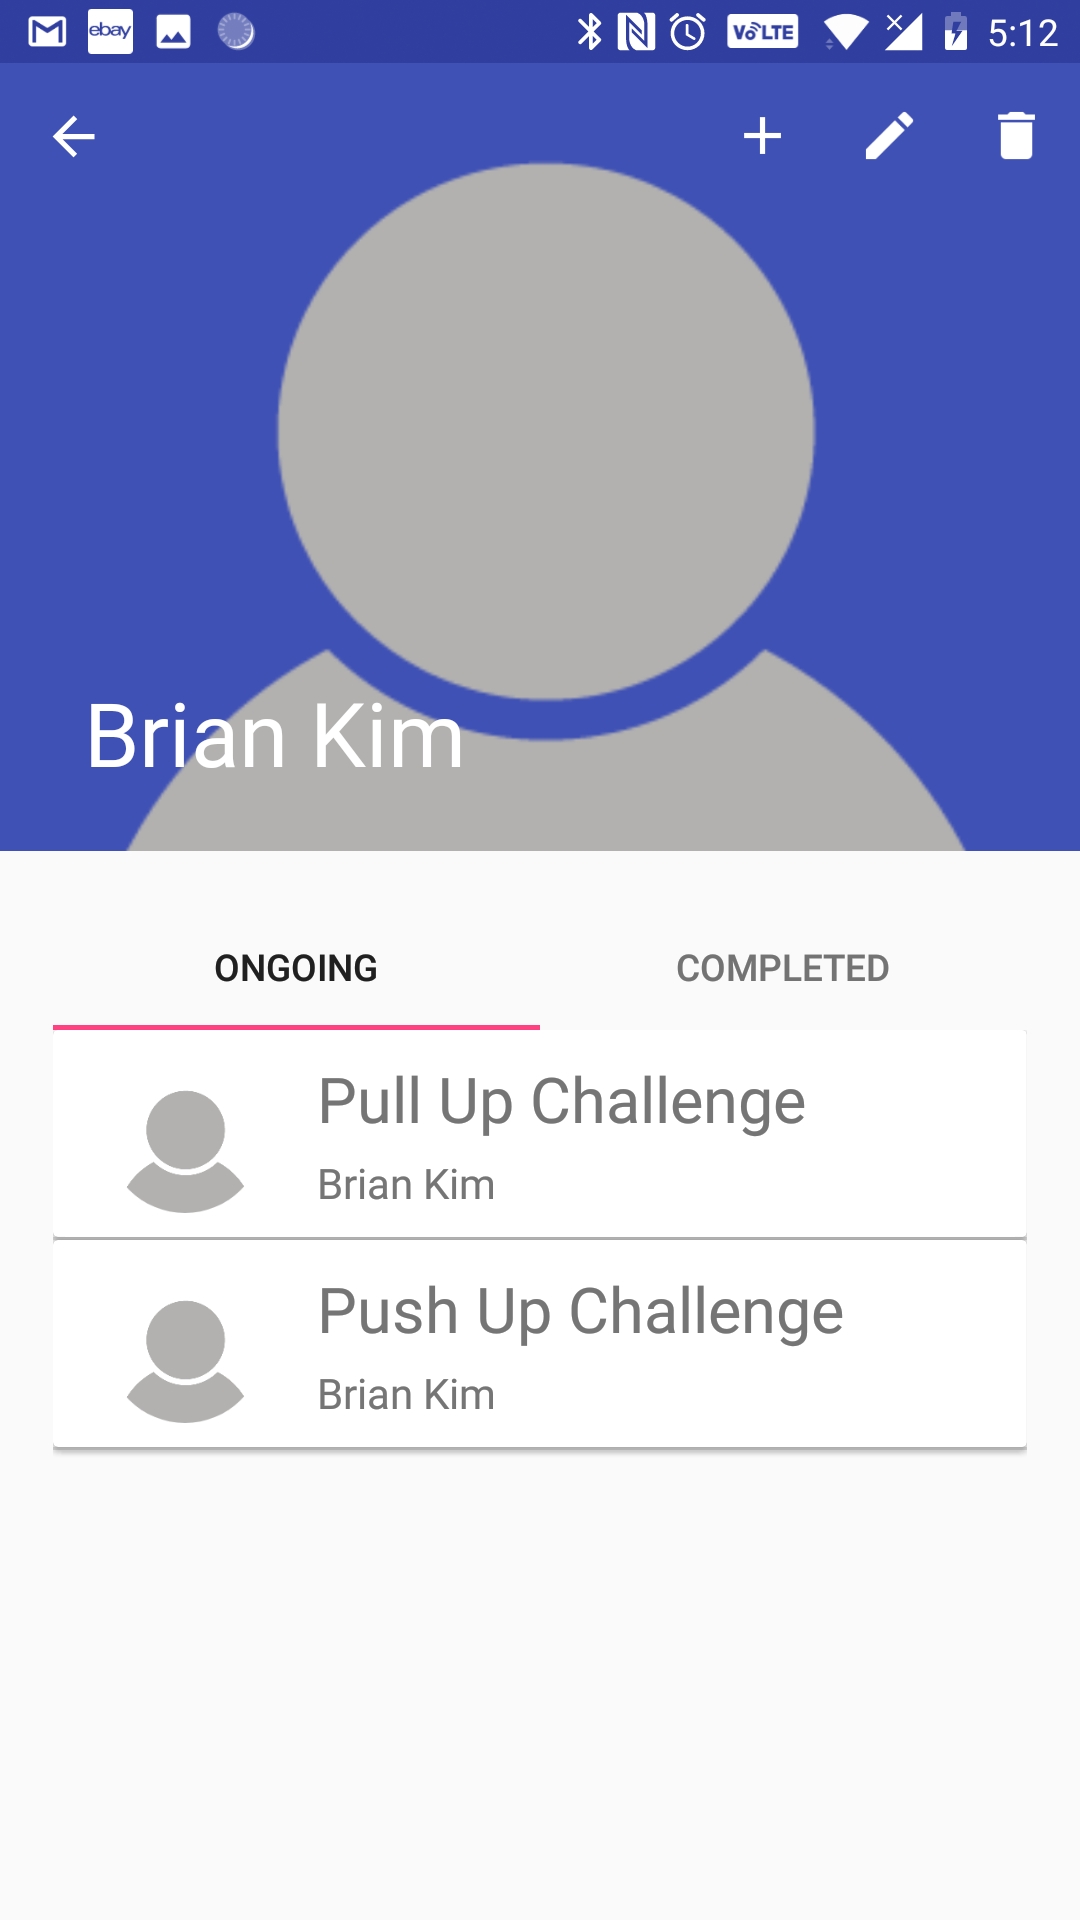 ebay VoLTE 5:12
Brian Kim
ONGOING COMPLETED
Pull Up Challenge
Brian Kim
Push Up Challenge
Brian Kim